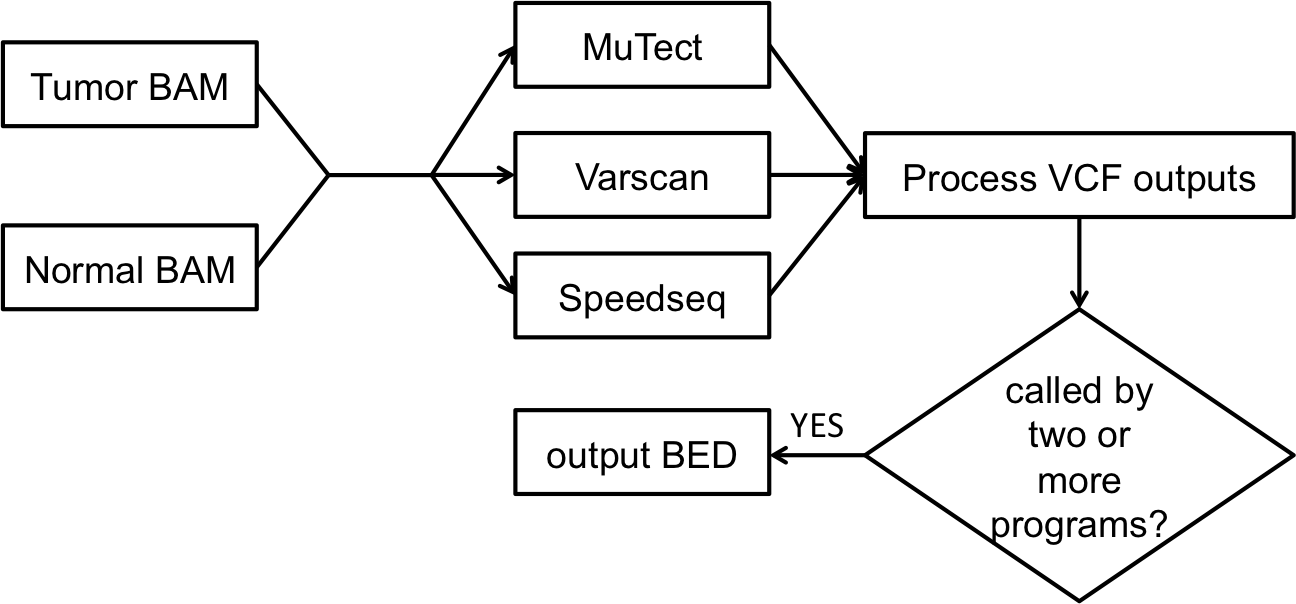 Tumor BAM
Normal BAM
MuTect
Varscan
Speedseq
Process VCF outputs
called by
two or
more
programs?
YES
output BED